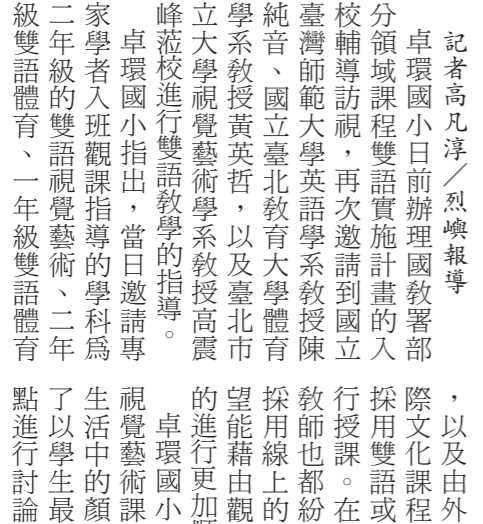 記者高凡淳／烈嶼報導
卓環國小日前辦理國教署部
分領域課程雙語實施計畫的入
校輔導訪視，再次邀請到國立
臺灣師範大學英語學系教授陳
純音、國立臺北教育大學體育
學系教授黃英哲，以及臺北市
立大學視覺藝術學系教授高震
峰蒞校進行雙語教學的指導。
卓環國小指出，當日邀請專
家學者入班觀課指導的學科為
二年級的雙語視覺藝術、二年
級雙語體育、一年級雙語體育
，以及由外
際文化課程
採用雙語或
行授課。在
教師也都紛
採用線上的
望能藉由觀
的進行更加
卓環國小
視覺藝術課
生活中的顏
了以學生最
點進行討論